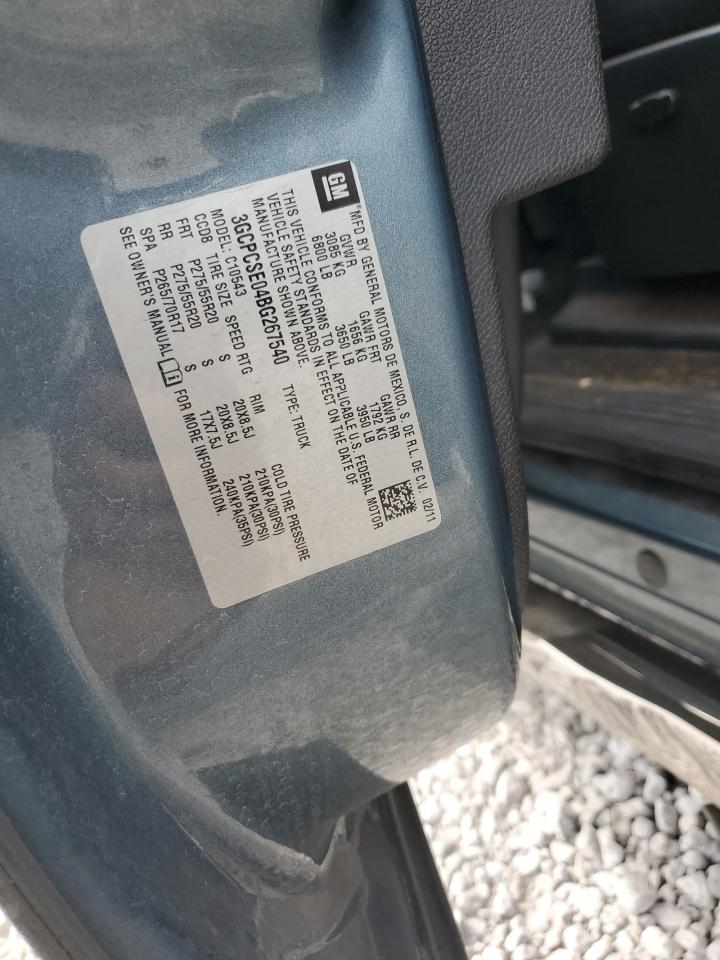 GM
MFD BY GENERAL MOTORS DE MEXICO, S. DE R.L. DE C.V. 02/11
GVWR GAWR FRT GAWR RR
3085 KG 1656 KG 1792 KG
6800 LB 3650 LB 3950 LB
THIS VEHICLE CONFORMS TO ALL APPLICABLE U.S. FEDERAL MOTOR
VEHICLE SAFETY STANDARDS IN EFFECT ON THE DATE OF
MANUFACTURE SHOWN ABOVE.
3GCPCSE04BG267540 TYPE: TRUCK
MODEL: C10543
CCD8 TIRE SIZE SPEED RTG RIM COLD TIRE PRESSURE
FRT P275/55R20 S 20X8.5J 210KPA(30PSI)
RR P275/55R20 S 20X8.5J 210KPA(30PSI)
SPA P265/70R17 S 17X7.5J 240KPA(35PSI)
SEE OWNER'S MANUAL FOR MORE INFORMATION.